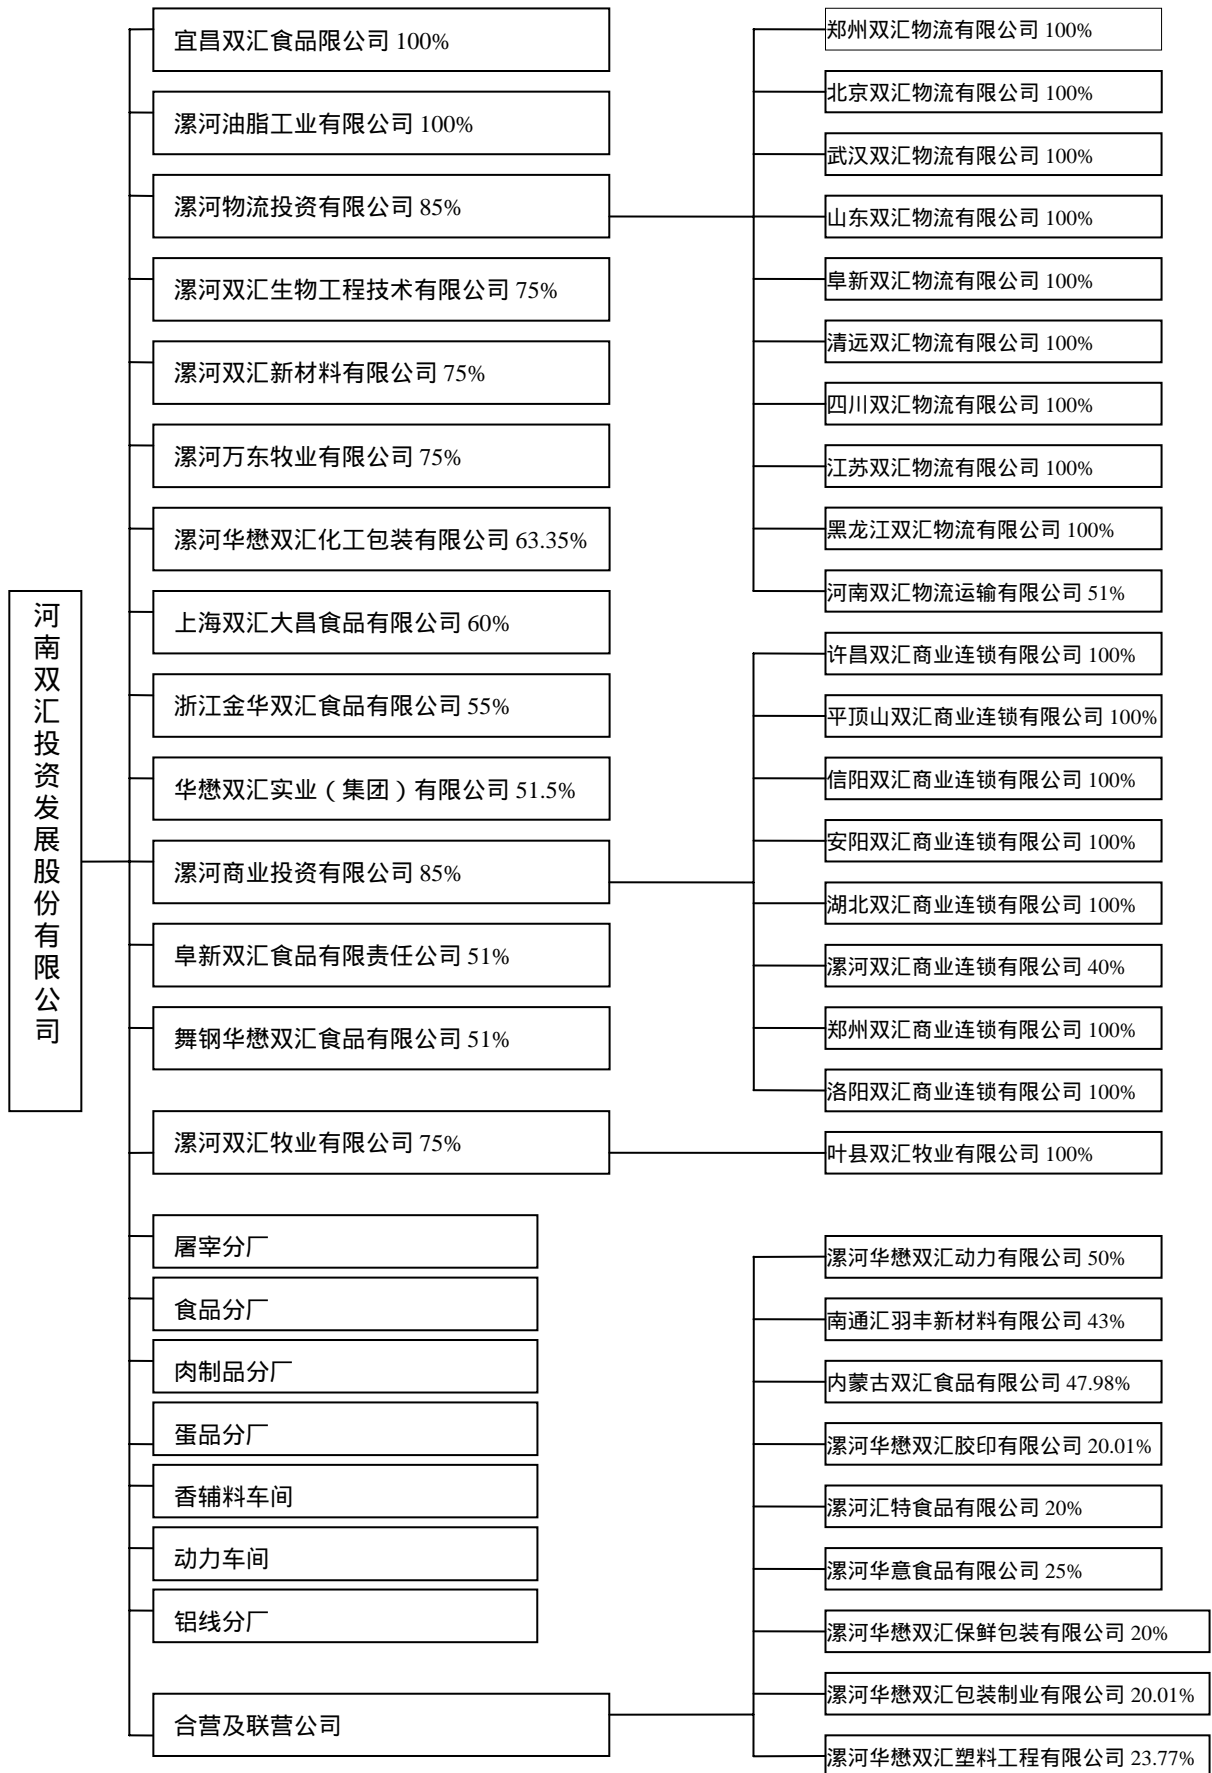 河南双汇投资发展股份有限公司
宜昌双汇食品限公司 100%
漯河油脂工业有限公司 100%
漯河物流投资有限公司 85%
漯河双汇生物工程技术有限公司 75%
漯河双汇新材料有限公司 75%
漯河万东牧业有限公司 75%
漯河华懋双汇化工包装有限公司 63.35%
上海双汇大昌食品有限公司 60%
浙江金华双汇食品有限公司 55%
华懋双汇实业（集团）有限公司 51.5%
漯河商业投资有限公司 85%
阜新双汇食品有限责任公司 51%
舞钢华懋双汇食品有限公司 51%
漯河双汇牧业有限公司 75%
屠宰分厂
食品分厂
肉制品分厂
蛋品分厂
香辅料车间
动力车间
铝线分厂
合营及联营公司
郑州双汇物流有限公司 100%
北京双汇物流有限公司 100%
武汉双汇物流有限公司 100%
山东双汇物流有限公司 100%
阜新双汇物流有限公司 100%
清远双汇物流有限公司 100%
四川双汇物流有限公司 100%
江苏双汇物流有限公司 100%
黑龙江双汇物流有限公司 100%
河南双汇物流运输有限公司 51%
许昌双汇商业连锁有限公司 100%
平顶山双汇商业连锁有限公司 100%
信阳双汇商业连锁有限公司 100%
安阳双汇商业连锁有限公司 100%
湖北双汇商业连锁有限公司 100%
漯河双汇商业连锁有限公司 40%
郑州双汇商业连锁有限公司 100%
洛阳双汇商业连锁有限公司 100%
叶县双汇牧业有限公司 100%
漯河华懋双汇动力有限公司 50%
南通汇羽丰新材料有限公司 43%
内蒙古双汇食品有限公司 47.98%
漯河华懋双汇胶印有限公司 20.01%
漯河汇特食品有限公司 20%
漯河华意食品有限公司 25%
漯河华懋双汇保鲜包装有限公司 20%
漯河华懋双汇包装制业有限公司 20.01%
漯河华懋双汇塑料工程有限公司 23.77%